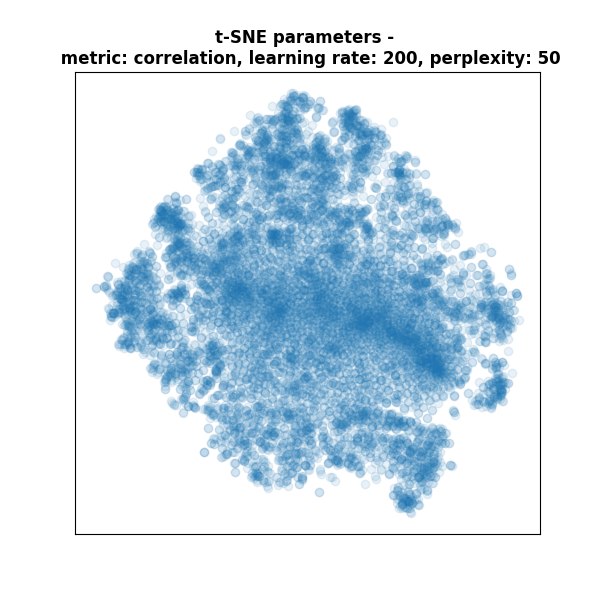 t-SNE parameters -
metric: correlation, learning rate: 200, perplexity: 50